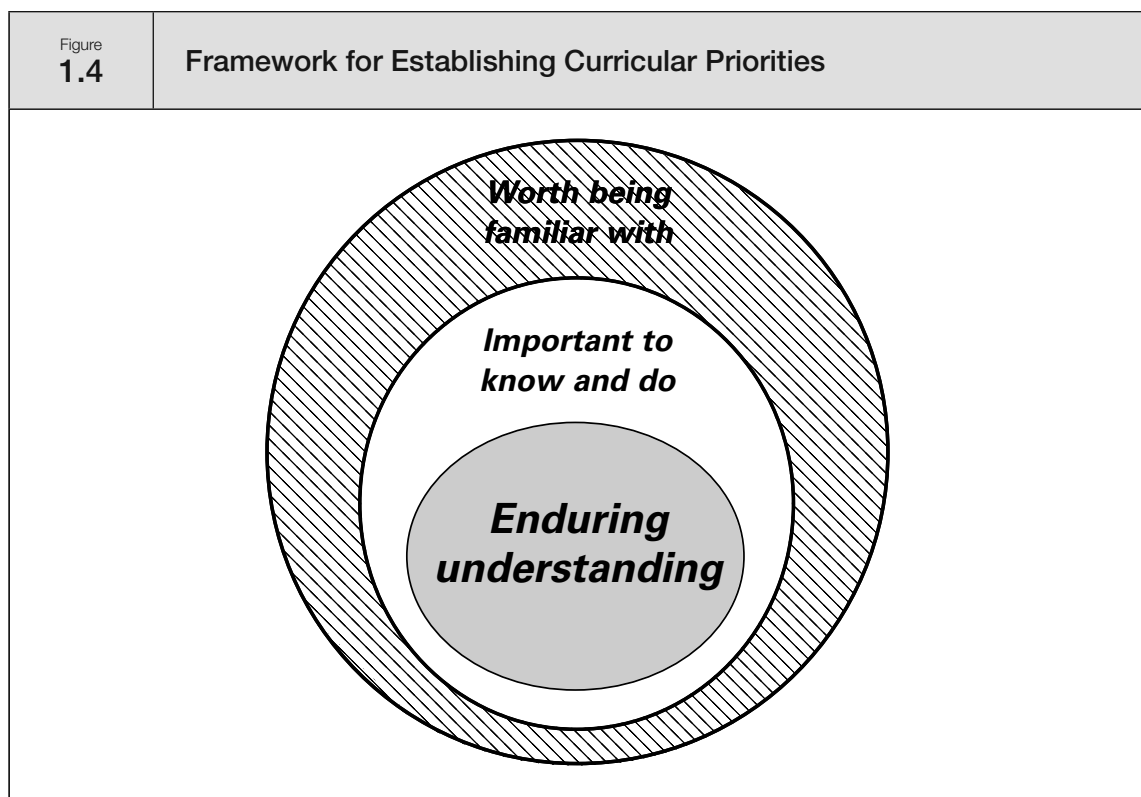 Figure
1.4
Framework for Establishing Curricular Priorities
Worth being
familiar with
Important to
know and do
Enduring
understanding